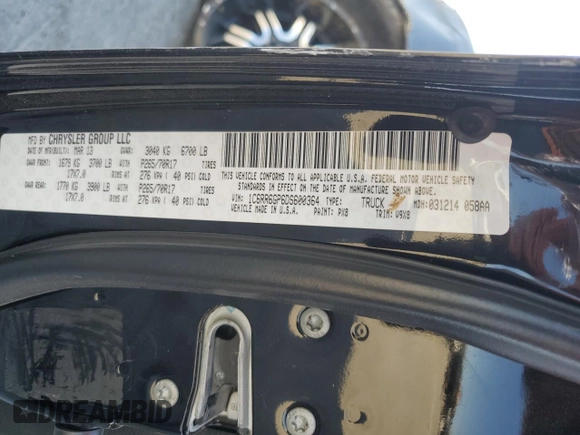 MFD BY CHRYSLER GROUP LLC
DATE OF MFR(BUILT): MAR 13 GVWR: 3040 KG 6700 LB
GAWR FRONT: 1679 KG 3700 LB WITH P265/70R17 TIRES
17X7.0 RIMS AT 276 KPA ( 40 PSI) COLD
GAWR REAR: 1770 KG 3900 LB WITH P265/70R17 TIRES
17X7.0 RIMS AT 276 KPA ( 40 PSI) COLD
THIS VEHICLE CONFORMS TO ALL APPLICABLE U.S.A. FEDERAL MOTOR VEHICLE SAFETY
STANDARDS IN EFFECT ON THE DATE OF MANUFACTURE SHOWN ABOVE.
VIN: 1C6RR6GP6DS600364 TYPE: TRUCK MDH: 031214 058AA
VEHICLE MADE IN U.S.A. PAINT: PX8 TRIM: V9X8
DREAMBID